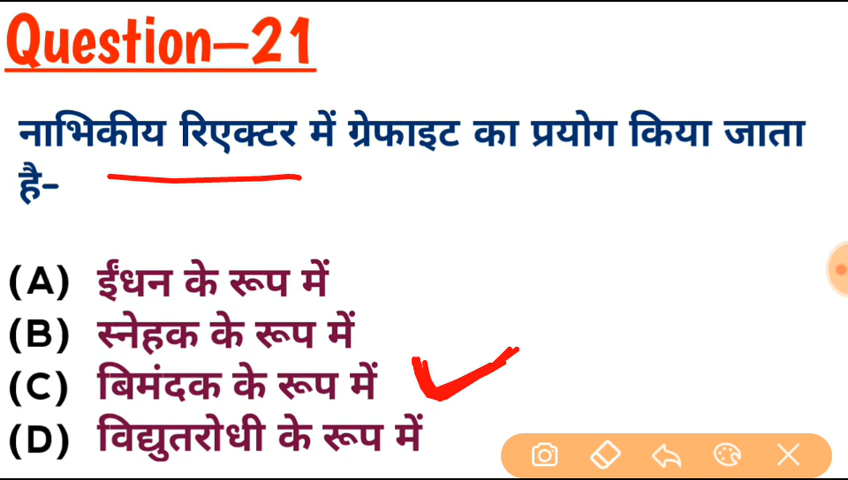 Question–21
नाभिकीय रिएक्टर में ग्रेफाइट का प्रयोग किया जाता
है-
(A) ईंधन के रूप में
(B) स्नेहक के रूप में
(C) बिमंदक के रूप में
(D) विद्युतरोधी के रूप में